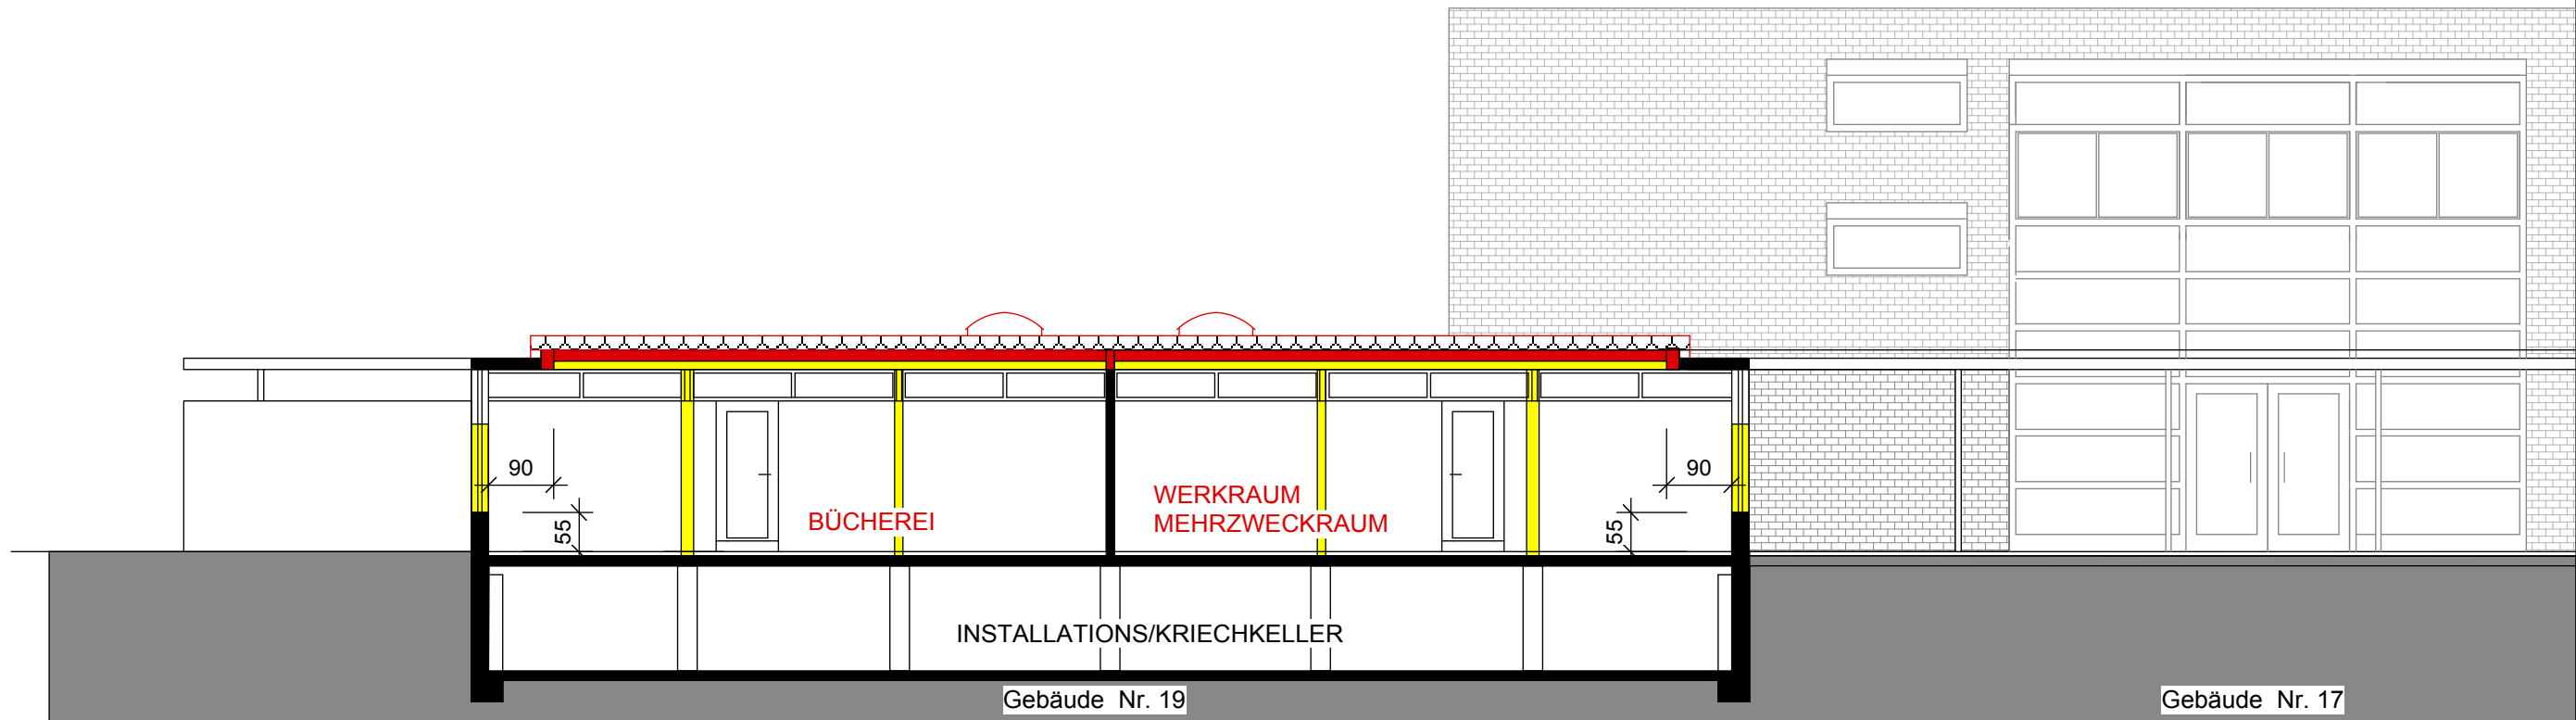 90
55
BÜCHEREI
WERKRAUM
MEHRZWECKRAUM
90
55
INSTALLATIONS/KRIECHKELLER
Gebäude Nr. 19
Gebäude Nr. 17